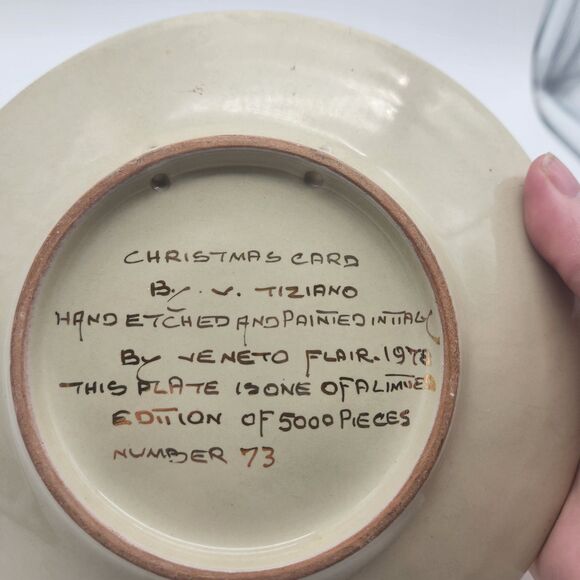 CHRISTMAS CARD
By. V. TIZIANO
HAND ETCHED AND PAINTED IN ITALY
By VENETO FLAIR. 1978
THIS PLATE IS ONE OF A LIMITED
EDITION OF 5000 PIECES
NUMBER 73